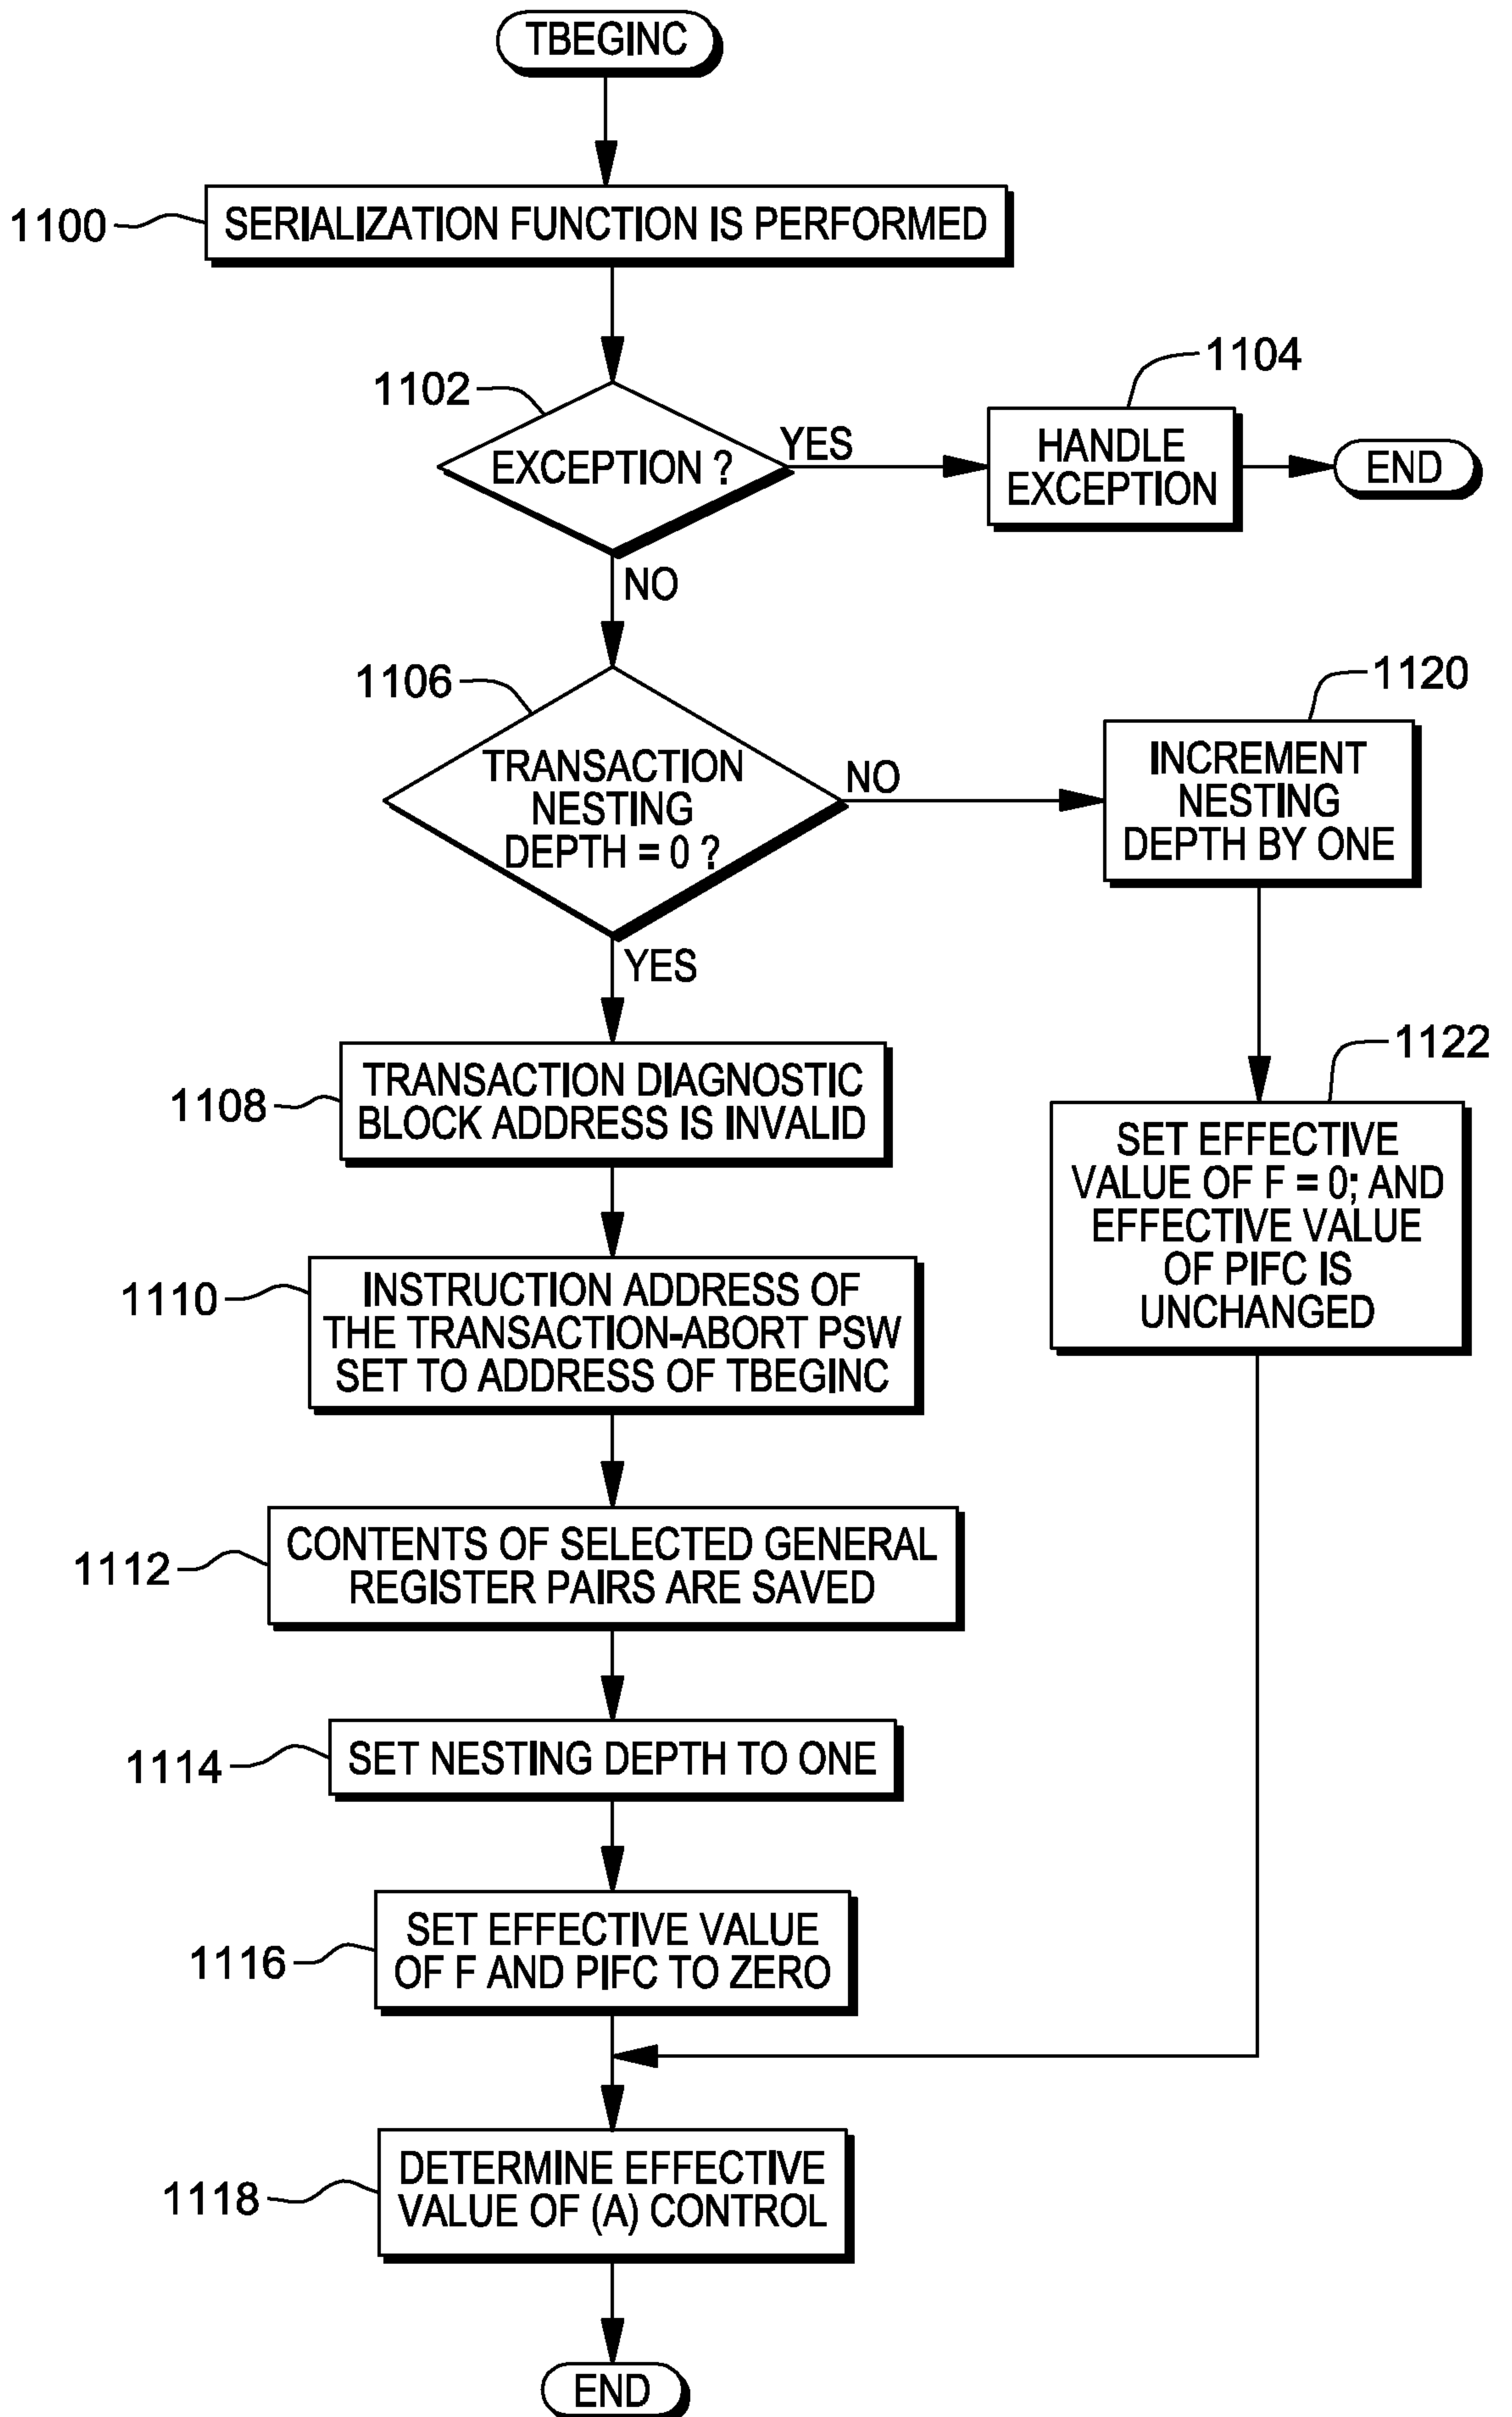 TBEGINC
1100
SERIALIZATION FUNCTION IS PERFORMED
1102
EXCEPTION ?
YES
1104
HANDLE
EXCEPTION
END
NO
1106
TRANSACTION
NESTING
DEPTH = 0 ?
NO
1120
INCREMENT
NESTING
DEPTH BY ONE
YES
1108
TRANSACTION DIAGNOSTIC
BLOCK ADDRESS IS INVALID
1122
SET EFFECTIVE
VALUE OF F = 0; AND
EFFECTIVE VALUE
OF PIFC IS
UNCHANGED
1110
INSTRUCTION ADDRESS OF
THE TRANSACTION-ABORT PSW
SET TO ADDRESS OF TBEGINC
1112
CONTENTS OF SELECTED GENERAL
REGISTER PAIRS ARE SAVED
1114
SET NESTING DEPTH TO ONE
1116
SET EFFECTIVE VALUE
OF F AND PIFC TO ZERO
1118
DETERMINE EFFECTIVE
VALUE OF (A) CONTROL
END